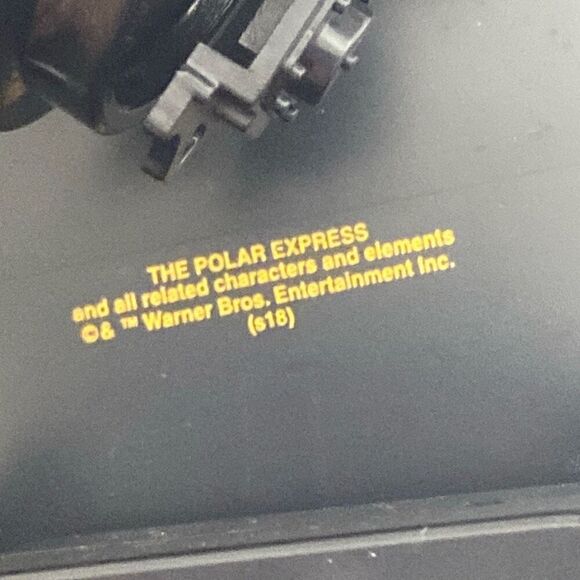 THE POLAR EXPRESS
and all related characters and elements
©& ™ Warner Bros. Entertainment Inc.
(s18)